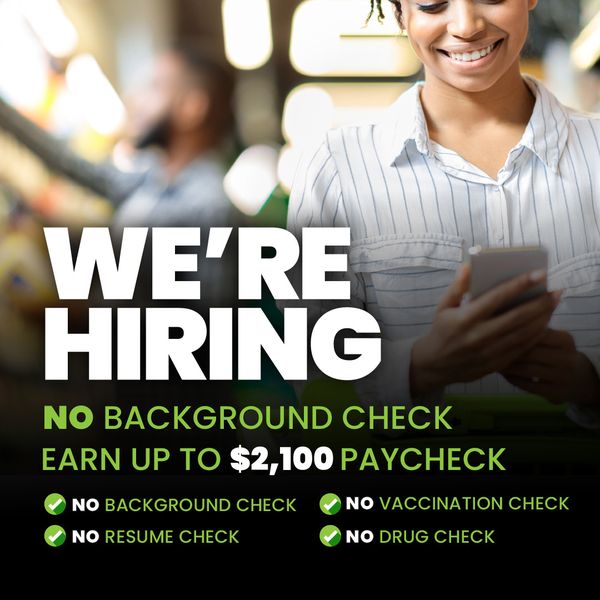 WE'RE
HIRING
NO BACKGROUND CHECK
EARN UP TO $2,100 PAYCHECK
NO BACKGROUND CHECK
NO VACCINATION CHECK
NO RESUME CHECK
NO DRUG CHECK